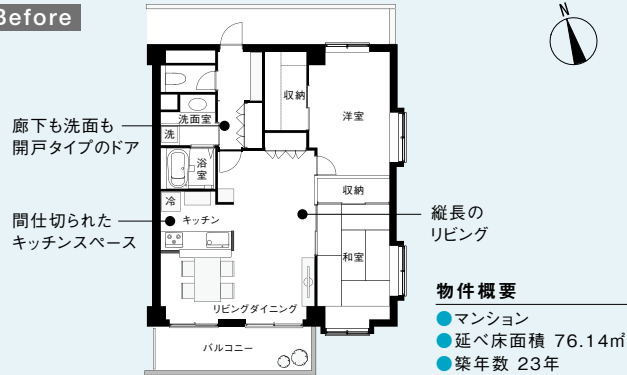 Before
N
収納
洋室
洗面室
洗
廊下も洗面も
開戸タイプのドア
浴室
収納
冷
キッチン
間仕切られた
キッチンスペース
縦長の
リビング
和室
リビングダイニング
バルコニー
物件概要
●マンション
●延べ床面積 76.14㎡
●築年数 23年